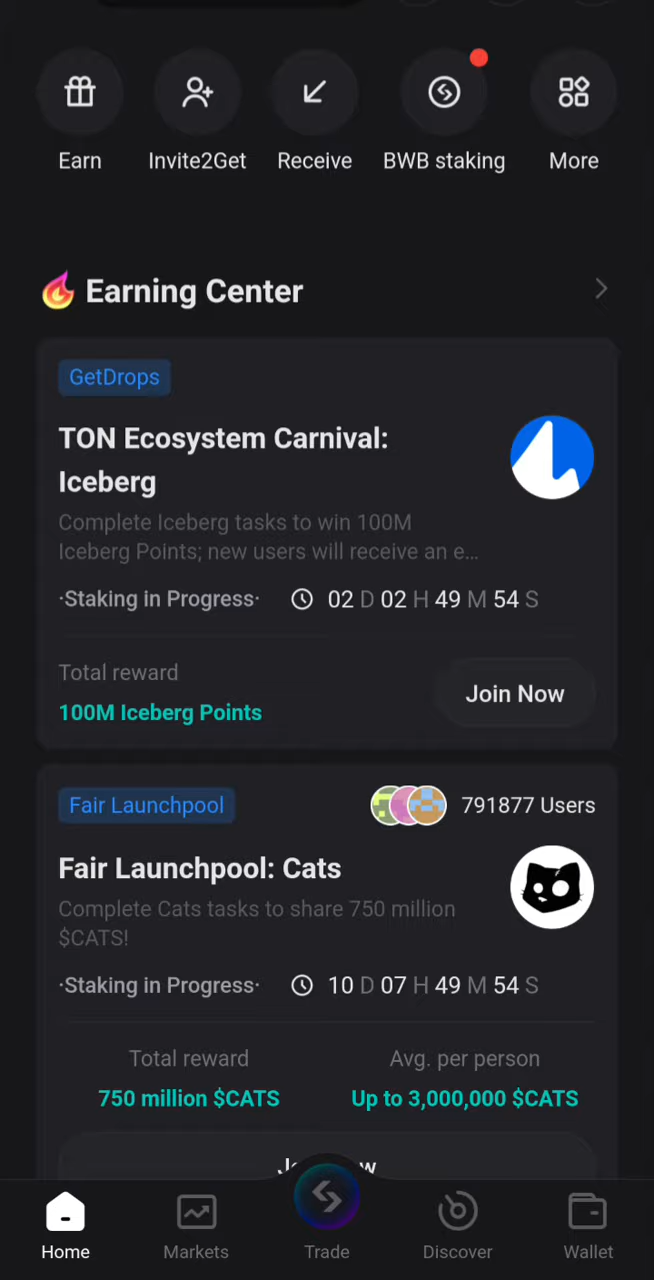 Earn
Invite2Get
Receive
BWB staking
More
Earning Center
GetDrops
TON Ecosystem Carnival:
Iceberg
Complete Iceberg tasks to win 100M
Iceberg Points; new users will receive an e...
·Staking in Progress· 02 D 02 H 49 M 54 S
Total reward
100M Iceberg Points
Join Now
Fair Launchpool
791877 Users
Fair Launchpool: Cats
Complete Cats tasks to share 750 million
$CATS!
·Staking in Progress· 10 D 07 H 49 M 54 S
Total reward
Avg. per person
750 million $CATS
Up to 3,000,000 $CATS
Home
Markets
Trade
Discover
Wallet